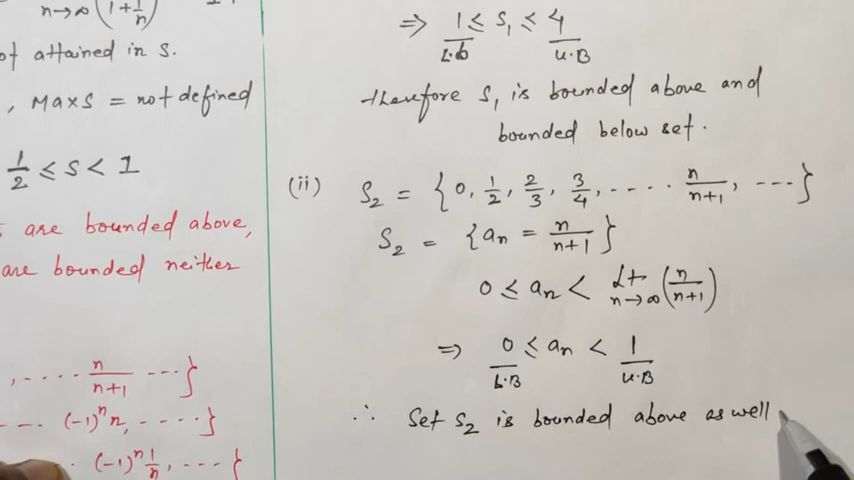 n→∞ (1+1/n)
of attained in S.
, Max S = not defined
1/2 ≤ S < 1
are bounded above,
are bounded neither
, ---- n/n+1 ---}
--- (-1)^n n, ----}
(-1)^n 1/n, ---}
⇒ 1 ≤ S₁ ≤ 4
L.b U.B
therefore S₁ is bounded above and
bounded below set.
(ii) S₂ = {0, 1/2, 2/3, 3/4, ---- n/n+1, ---}
S₂ = {aₙ = n/n+1}
0 ≤ aₙ < Lt n→∞ (n/n+1)
⇒ 0 ≤ aₙ < 1
L.B U.B
∴ Set S₂ is bounded above as well